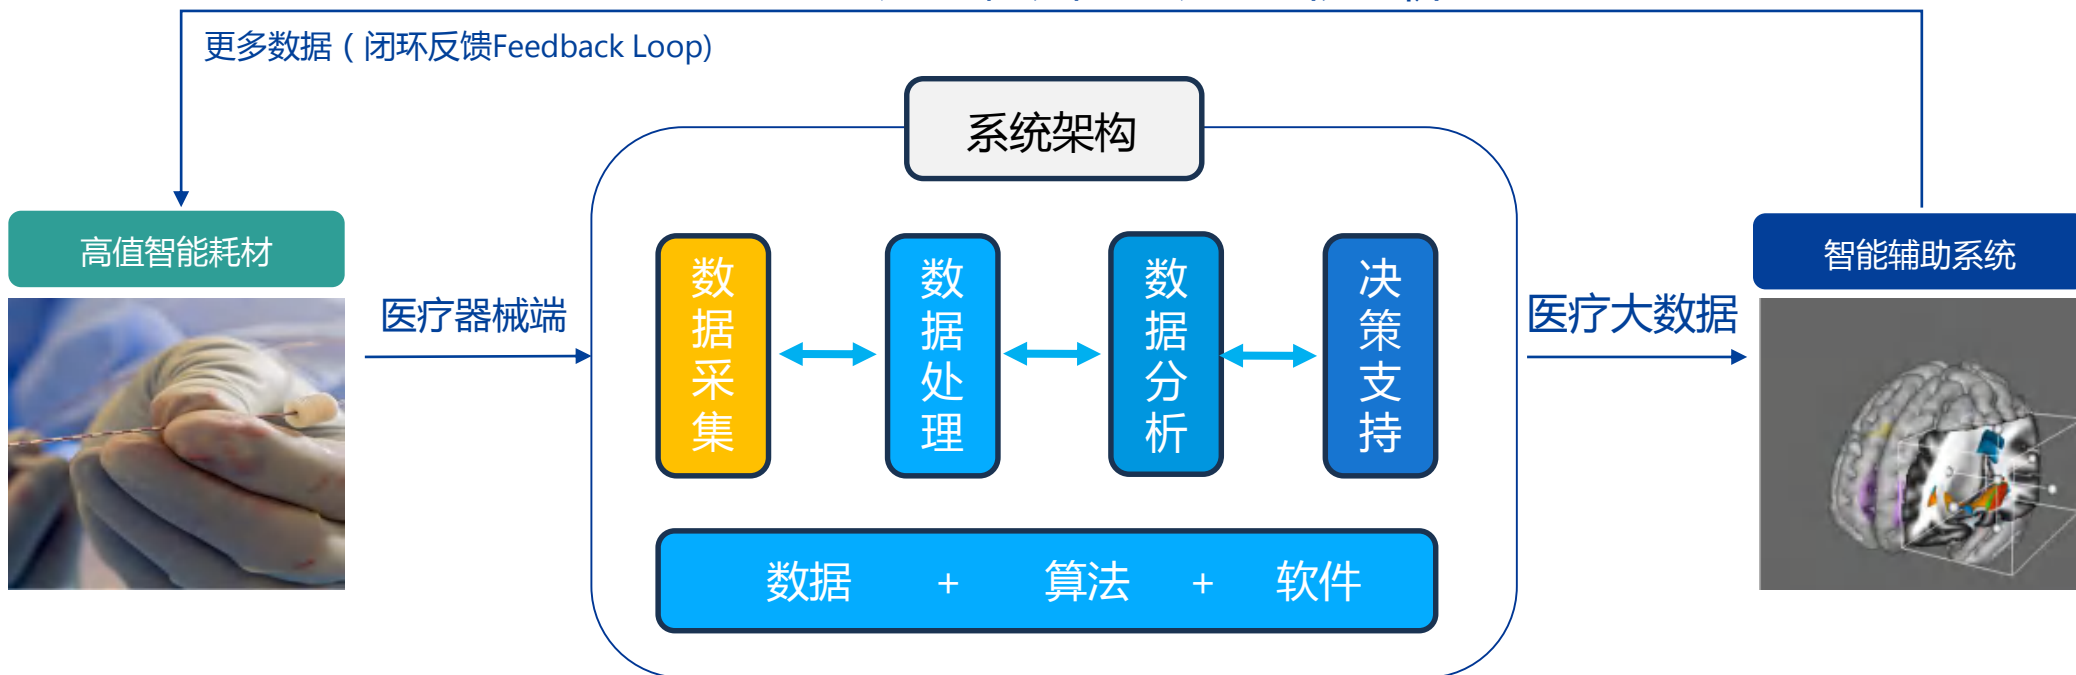 更多数据（闭环反馈Feedback Loop)
系统架构
高值智能耗材
智能辅助系统
医疗器械端
数据采集
数据处理
数据分析
决策支持
医疗大数据
数据 + 算法 + 软件